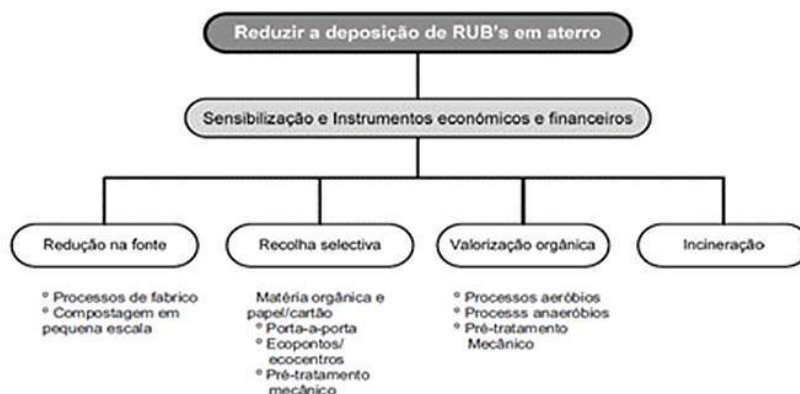 Reduzir a deposição de RUB's em aterro
Sensibilização e Instrumentos económicos e financeiros
Redução na fonte
Recolha selectiva
Valorização orgânica
Incineração
º Processos de fabrico
º Compostagem em
pequena escala
Matéria orgânica e
papel/cartão
º Porta-a-porta
º Ecopontos/
ecocentros
º Pré-tratamento
mecânico
º Processos aeróbios
º Processs anaeróbios
º Pré-tratamento
Mecânico